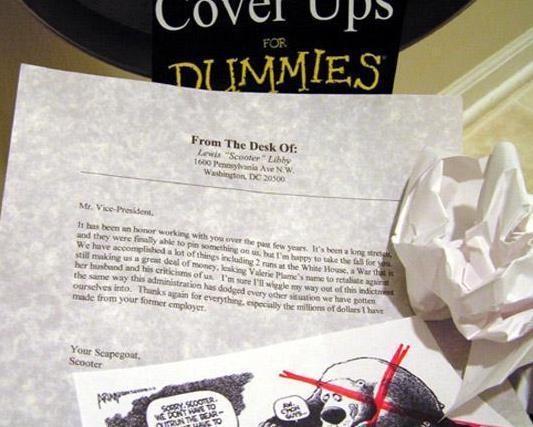 Cover Ups
FOR
DUMMIES
From The Desk Of:
Lewis "Scooter" Libby
1600 Pennsylvania Ave N.W.
Washington, DC 20500
Mr. Vice-President,
It has been an honor working with you over the past few years. It's been a long stretch,
and they were finally able to pin something on us, but I'm happy to take the fall for you.
We have accomplished a lot of things including 2 runs at the White House, a War that is
still making us a great deal of money, leaking Valerie Plame's name to retaliate against
her husband and his criticisms of us. I'm sure I'll wiggle my way out of this indictment
the same way this administration has dodged every other situation we have gotten
ourselves into. Thanks again for everything, especially the millions of dollars I have
made from your former employer.
Your Scapegoat,
Scooter
SORRY, SCOOTER-
WE DON'T HAVE TO
OUTRUN THE BEAR-
HAVE TO
AW,
C'MON
GUYS-